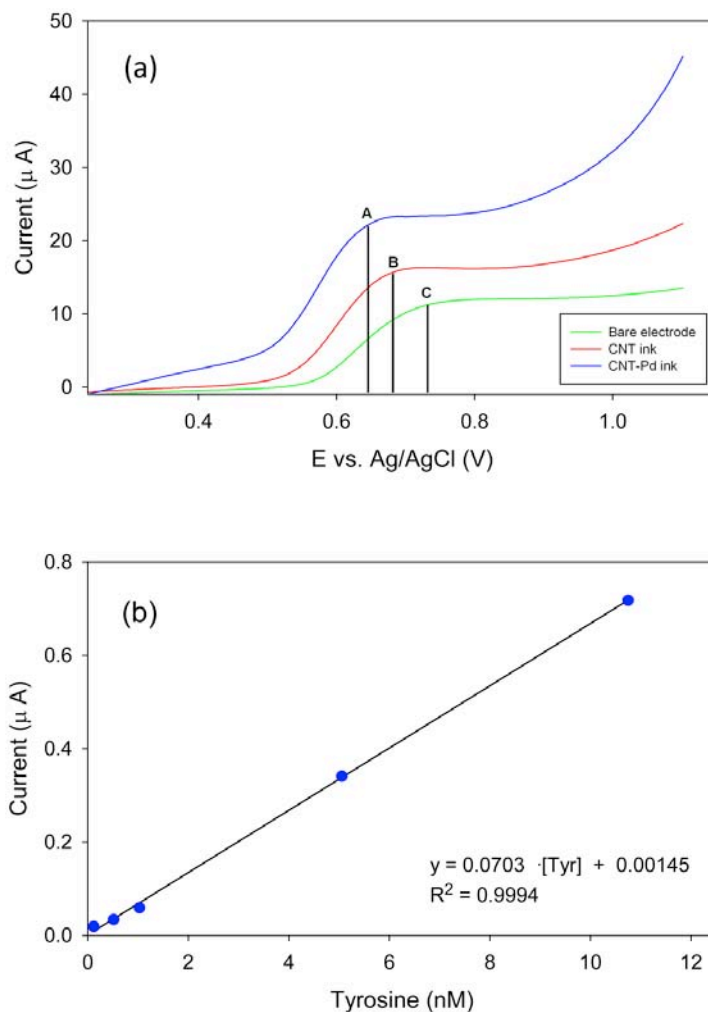 50
(a)
40
Current (μ A)
30
A
20
B
C
10
Bare electrode
CNT ink
CNT-Pd ink
0
0.4 0.6 0.8 1.0
E vs. Ag/AgCl (V)
0.8
(b)
0.6
Current (μ A)
0.4
0.2
y = 0.0703 ·[Tyr] + 0.00145
R² = 0.9994
0.0
0 2 4 6 8 10 12
Tyrosine (nM)